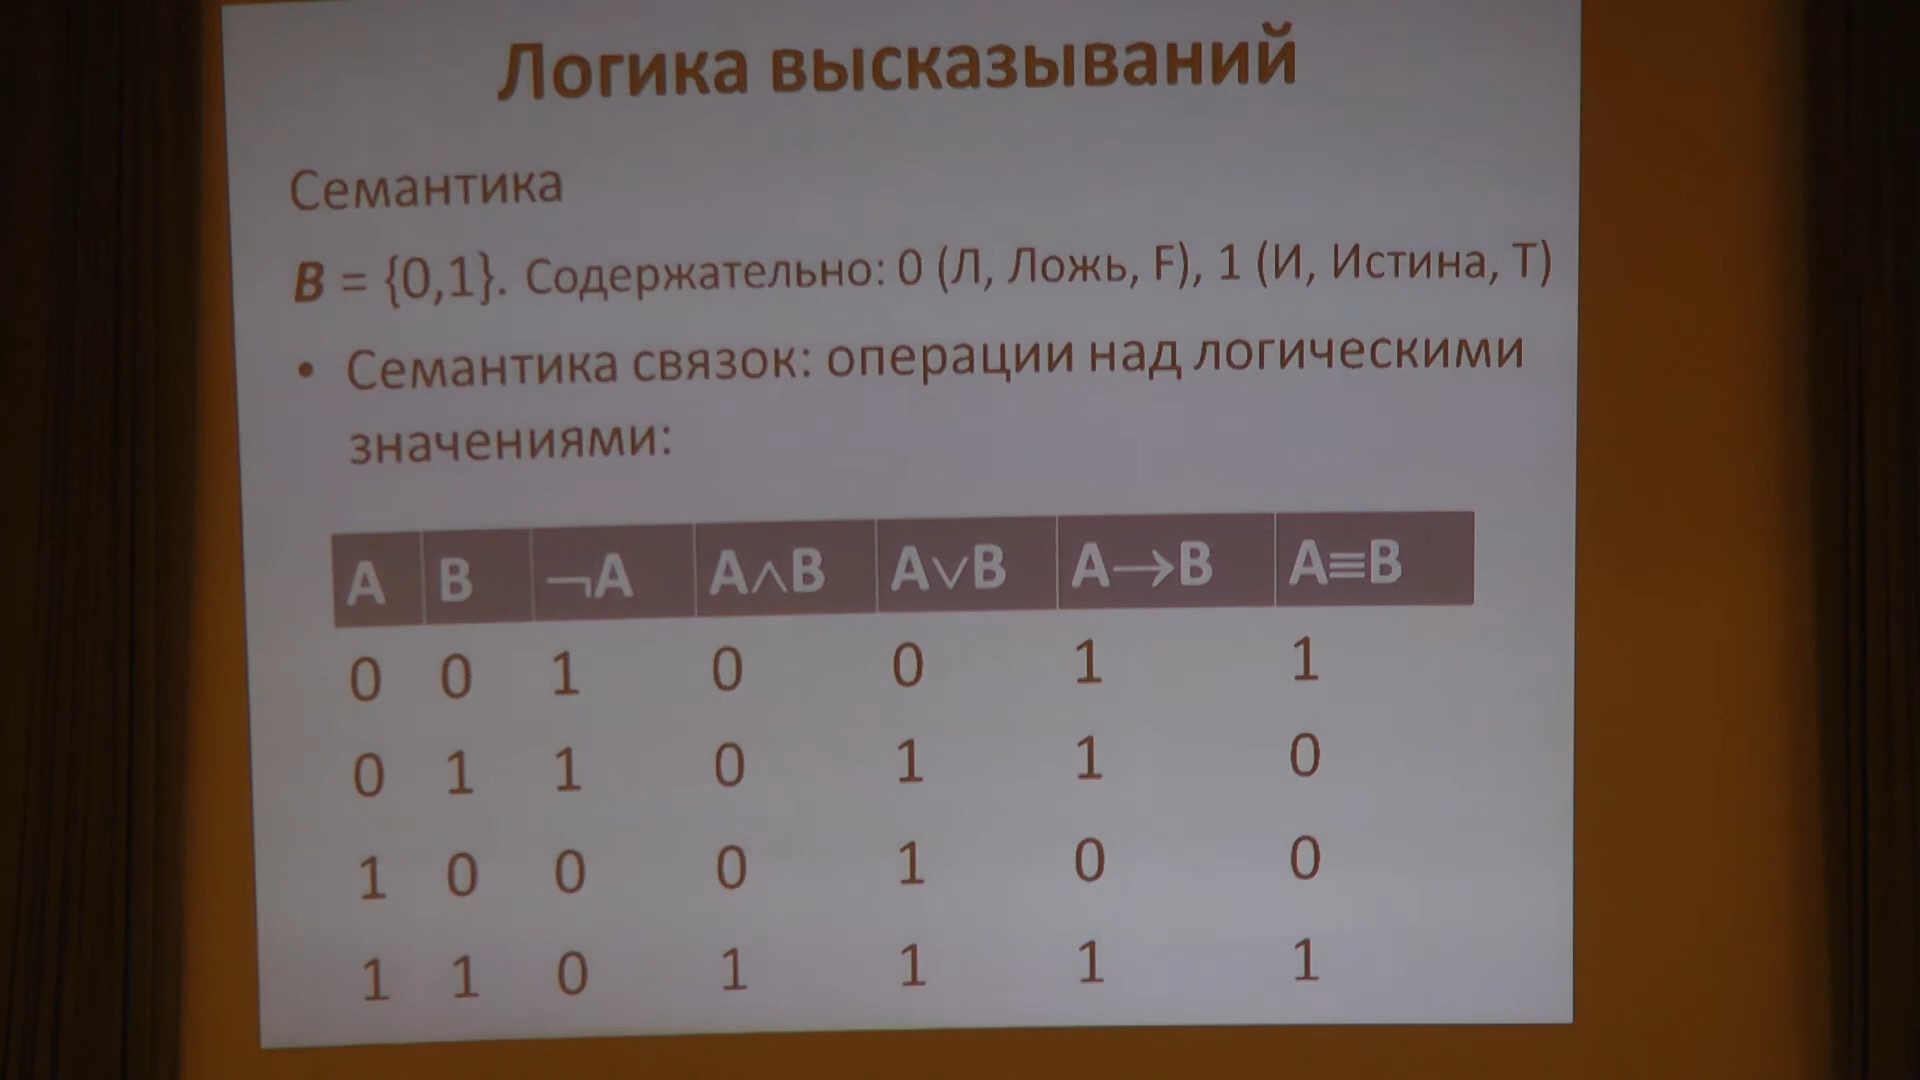 Логика высказываний
Семантика
B = {0,1}. Содержательно: 0 (Л, Ложь, F), 1 (И, Истина, T)
• Семантика связок: операции над логическими
значениями:
A B ¬A A∧B A∨B A→B A≡B
0 0 1 0 0 1 1
0 1 1 0 1 1 0
1 0 0 0 1 0 0
1 1 0 1 1 1 1